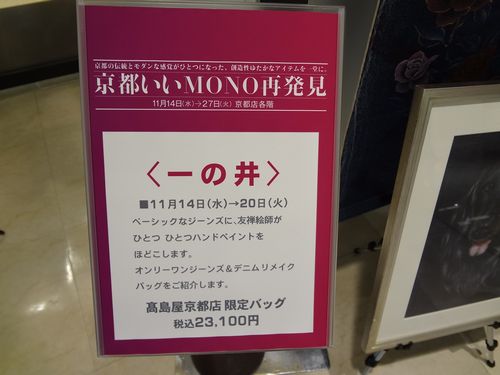 京都の伝統とモダンな感覚がひとつになった、創造性ゆたかなアイテムを一堂に。
京都いいMONO再発見
11月14日(水)→27日(火) 京都店各階
〈一の井〉
■11月14日(水)→20日(火)
ベーシックなジーンズに、友禅絵師が
ひとつ ひとつハンドペイントを
ほどこします。
オンリーワンジーンズ&デニムリメイク
バッグをご紹介します。
髙島屋京都店 限定バッグ
税込23,100円